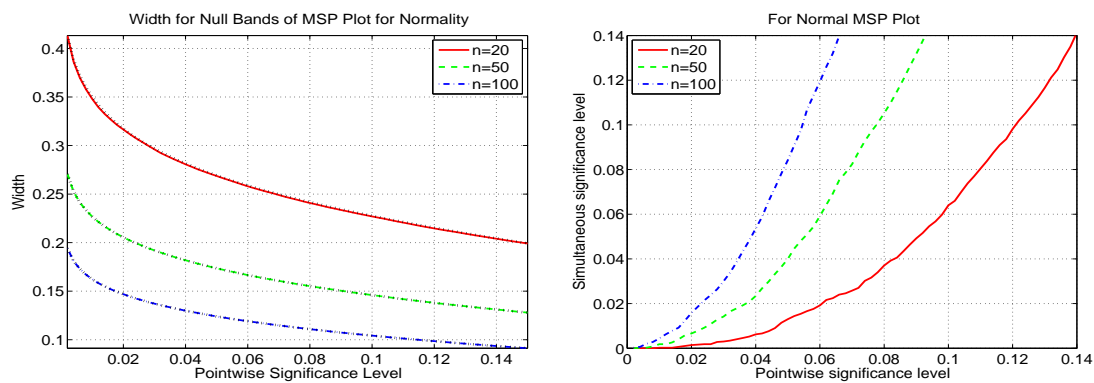 Width for Null Bands of MSP Plot for Normality
n=20
n=50
n=100
0.4
0.35
0.3
0.25
0.2
0.15
0.1
Width
0.02 0.04 0.06 0.08 0.1 0.12 0.14
Pointwise Significance Level
For Normal MSP Plot
n=20
n=50
n=100
0.14
0.12
0.1
0.08
0.06
0.04
0.02
0
Simultaneous significance level
0 0.02 0.04 0.06 0.08 0.1 0.12 0.14
Pointwise significance level